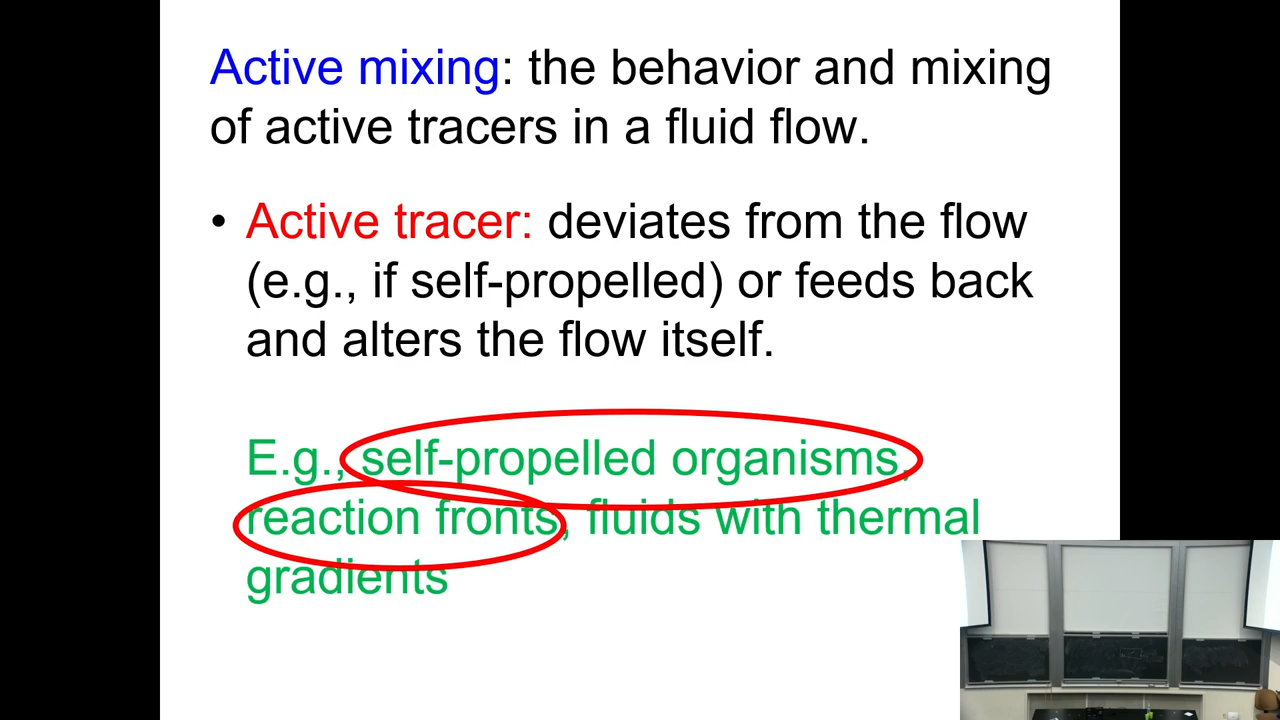 Active mixing: the behavior and mixing
of active tracers in a fluid flow.
• Active tracer: deviates from the flow
(e.g., if self-propelled) or feeds back
and alters the flow itself.
E.g., self-propelled organisms,
reaction fronts, fluids with thermal
gradients